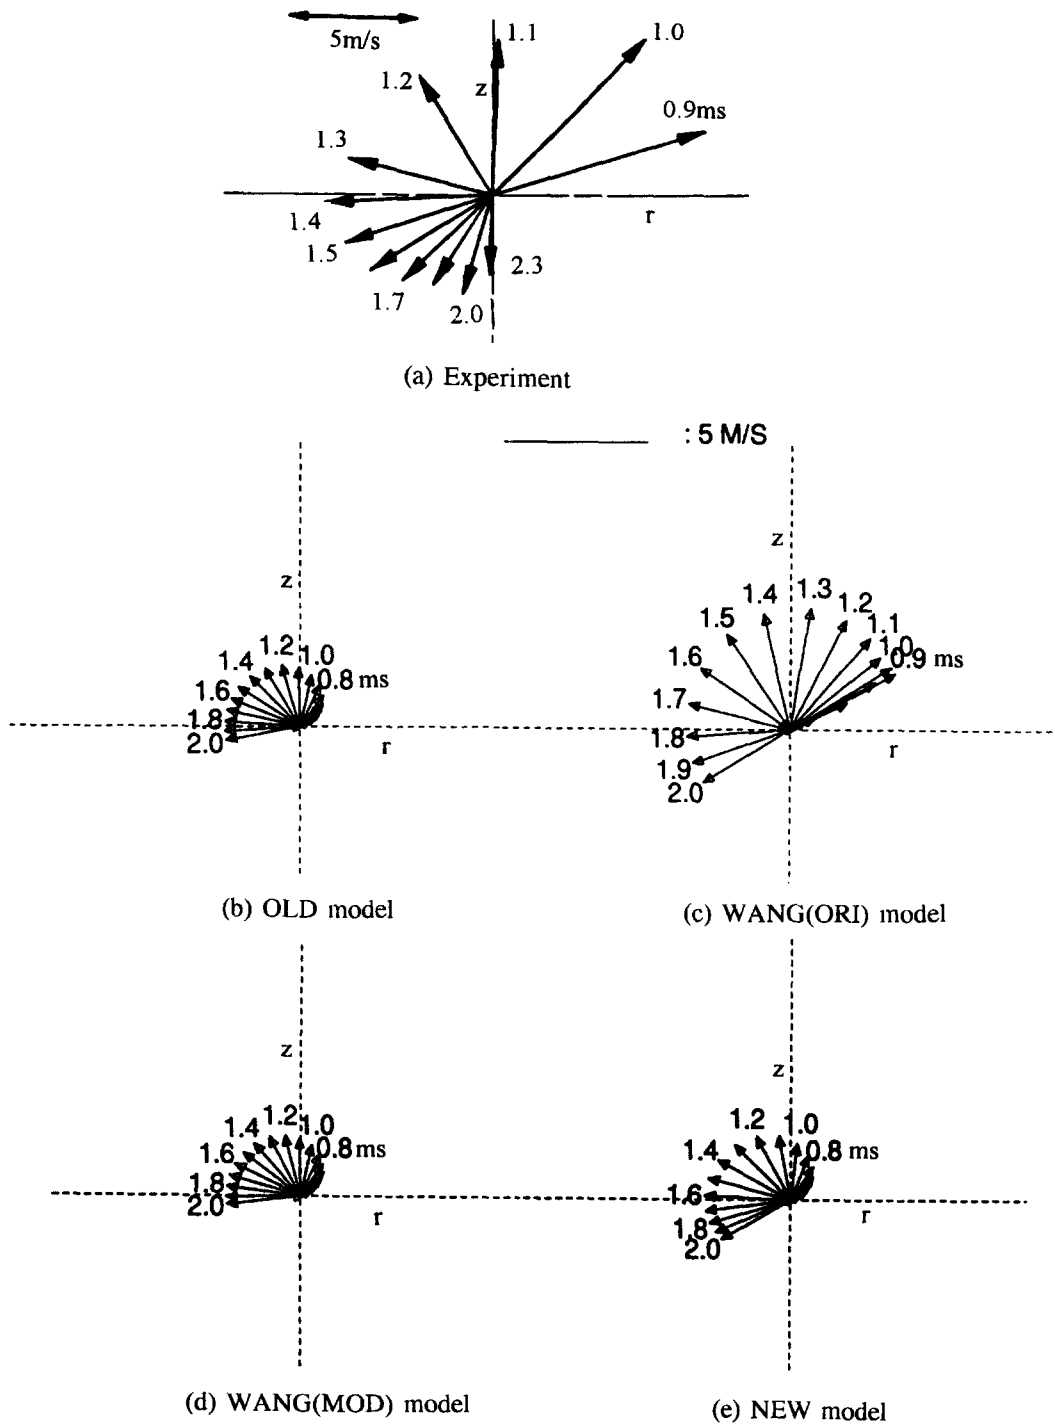 5m/s
1.1
1.0
z
1.2
0.9ms
1.3
r
1.4
1.5
2.3
1.7
2.0
(a) Experiment
: 5 M/S
z
1.2
1.0
1.4
0.8 ms
1.6
1.8
2.0
r
(b) OLD model
z
1.3
1.4
1.2
1.5
1.1
1.0
0.9 ms
1.6
1.7
1.8
1.9
2.0
r
(c) WANG(ORI) model
z
1.2
1.0
1.4
0.8 ms
1.6
1.8
2.0
r
(d) WANG(MOD) model
z
1.2
1.0
1.4
0.8 ms
1.6
1.8
2.0
r
(e) NEW model